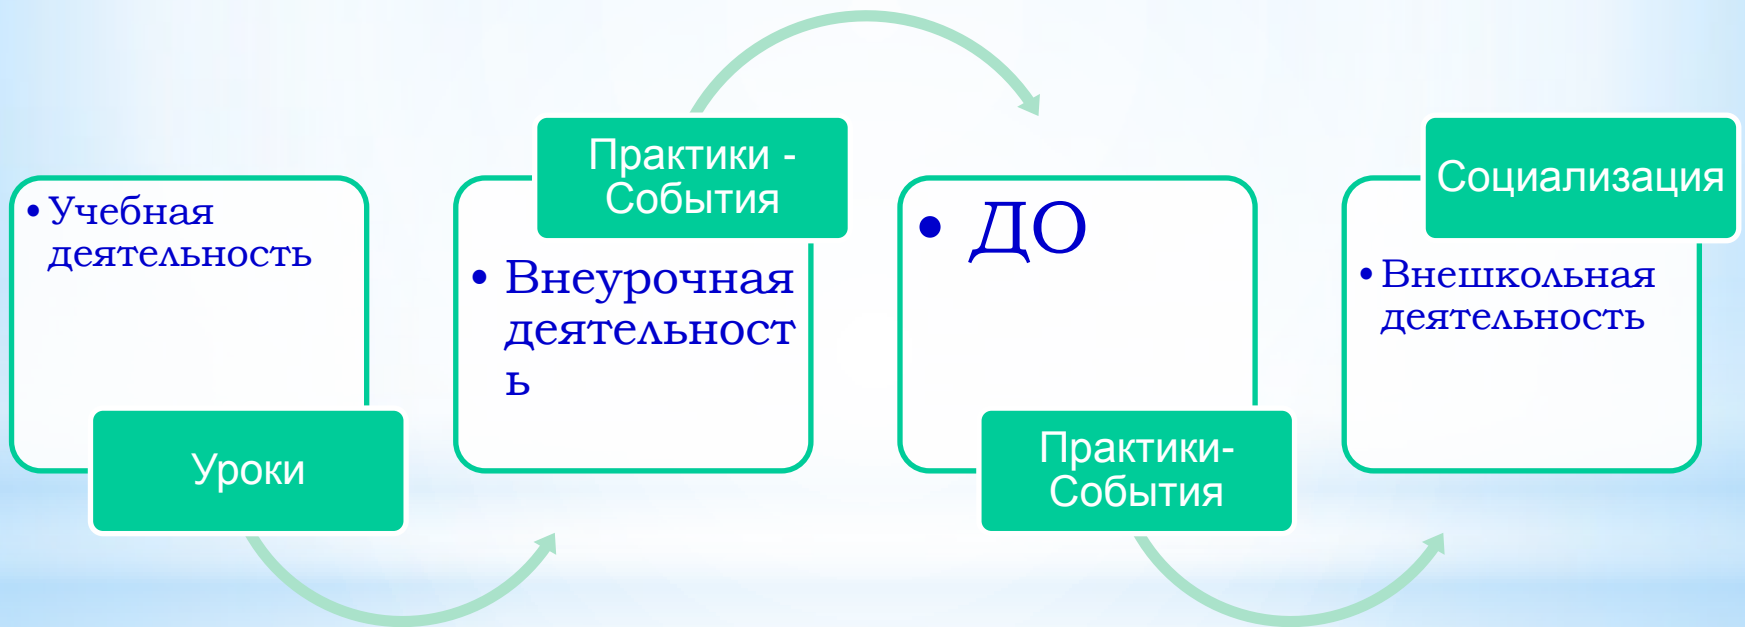 • Учебная
деятельность
Уроки
Практики -
События
• Внеурочная
деятельност
ь
• ДО
Практики-
События
Социализация
• Внешкольная
деятельность